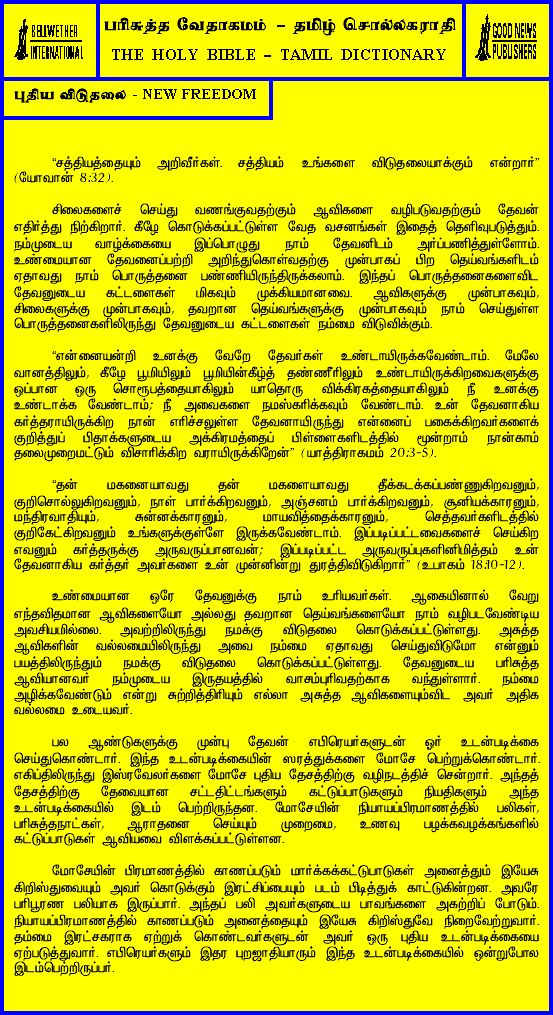 BELLWETHER
INTERNATIONAL
பரிசுத்த வேதாகமம் – தமிழ் சொல்லகராதி
THE HOLY BIBLE – TAMIL DICTIONARY
GOOD NEWS
PUBLISHERS
புதிய விடுதலை - NEW FREEDOM
“சத்தியத்தையும் அறிவீர்கள். சத்தியம் உங்களை விடுதலையாக்கும் என்றார்”
(யோவான் 8:32).
சிலைகளைச் செய்து வணங்குவதற்கும் ஆவிகளை வழிபடுவதற்கும் தேவன்
எதிர்த்து நிற்கிறார். கீழே கொடுக்கப்பட்டுள்ள வேத வசனங்கள் இதைத் தெளிவுபடுத்தும்.
நம்முடைய வாழ்க்கையை இப்பொழுது நாம் தேவனிடம் அர்ப்பணித்துள்ளோம்.
உண்மையான தேவனைப்பற்றி அறிந்துகொள்வதற்கு முன்பாகப் பிற தெய்வங்களிடம்
ஏதாவது நாம் பொருத்தனை பண்ணியிருந்திருக்கலாம். இந்தப் பொருத்தனைகளைவிட
தேவனுடைய கட்டளைகள் மிகவும் முக்கியமானவை. ஆவிகளுக்கு முன்பாகவும்,
சிலைகளுக்கு முன்பாகவும், தவறான தெய்வங்களுக்கு முன்பாகவும் நாம் செய்துள்ள
பொருத்தனைகளிலிருந்து தேவனுடைய கட்டளைகள் நம்மை விடுவிக்கும்.
“என்னையன்றி உனக்கு வேறே தேவர்கள் உண்டாயிருக்கவேண்டாம். மேலே
வானத்திலும், கீழே பூமியிலும் பூமியின்கீழ்த் தண்ணீரிலும் உண்டாயிருக்கிறவைகளுக்கு
ஒப்பான ஒரு சொரூபத்தையாகிலும் யாதொரு விக்கிரகத்தையாகிலும் நீ உனக்கு
உண்டாக்க வேண்டாம்; நீ அவைகளை நமஸ்கரிக்கவும் வேண்டாம். உன் தேவனாகிய
கர்த்தராயிருக்கிற நான் எரிச்சலுள்ள தேவனாயிருந்து என்னைப் பகைக்கிறவர்களைக்
குறித்துப் பிதாக்களுடைய அக்கிரமத்தைப் பிள்ளைகளிடத்தில் மூன்றாம் நான்காம்
தலைமுறைமட்டும் விசாரிக்கிற வராயிருக்கிறேன்” (யாத்திராகமம் 20:3-5).
“தன் மகனையாவது தன் மகளையாவது தீக்கடக்கப்பண்ணுகிறவனும்,
குறிசொல்லுகிறவனும், நாள் பார்க்கிறவனும், அஞ்சனம் பார்க்கிறவனும், சூனியக்காரனும்,
மந்திரவாதியும், சுன்னக்காரனும், மாயவித்தைக்காரனும், செத்தவர்களிடத்தில்
குறிகேட்கிறவனும் உங்களுக்குள்ளே இருக்கவேண்டாம். இப்படிப்பட்டவைகளைச் செய்கிற
எவனும் கர்த்தருக்கு அருவருப்பானவன்; இப்படிப்பட்ட அருவருப்புகளினிமித்தம் உன்
தேவனாகிய கர்த்தர் அவர்களை உன் முன்னின்று துரத்திவிடுகிறார்” (உபாகம் 18:10-12).
உண்மையான ஒரே தேவனுக்கு நாம் உரியவர்கள். ஆகையினால் வேறு
எந்தவிதமான ஆவிகளையோ அல்லது தவறான தெய்வங்களையோ நாம் வழிபடவேண்டிய
அவசியமில்லை. அவற்றிலிருந்து நமக்கு விடுதலை கொடுக்கப்பட்டுள்ளது. அசுத்த
ஆவிகளின் வல்லமையிலிருந்து அவை நம்மை ஏதாவது செய்துவிடுமோ என்னும்
பயத்திலிருந்தும் நமக்கு விடுதலை கொடுக்கப்பட்டுள்ளது. தேவனுடைய பரிசுத்த
ஆவியானவர் நம்முடைய இருதயத்தில் வாசம்புரிவதற்காக வந்துள்ளார். நம்மை
அழிக்கவேண்டும் என்று சுற்றித்திரியும் எல்லா அசுத்த ஆவிகளையும்விட அவர் அதிக
வல்லமை உடையவர்.
பல ஆண்டுகளுக்கு முன்பு தேவன் எபிரெயர்களுடன் ஓர் உடன்படிக்கை
செய்துகொண்டார். இந்த உடன்படிக்கையின் ஸரத்துக்களை மோசே பெற்றுக்கொண்டார்.
எகிப்திலிருந்து இஸ்ரவேலர்களை மோசே புதிய தேசத்திற்கு வழிநடத்திச் சென்றார். அந்தத்
தேசத்திற்கு தேவையான சட்டதிட்டங்களும் கட்டுப்பாடுகளும் நியதிகளும் அந்த
உடன்படிக்கையில் இடம் பெற்றிருந்தன. மோசேயின் நியாயப்பிரமாணத்தில் பலிகள்,
பரிசுத்தநாட்கள், ஆராதனை செய்யும் முறைமை, உணவு பழக்கவழக்கங்களில்
கட்டுப்பாடுகள் ஆகியவை விளக்கப்பட்டுள்ளன.
மோசேயின் பிரமாணத்தில் காணப்படும் மார்க்கக்கட்டுபாடுகள் அனைத்தும் இயேசு
கிறிஸ்துவையும் அவர் கொடுக்கும் இரட்சிப்பையும் படம் பிடித்துக் காட்டுகின்றன. அவரே
பரிபூரண பலியாக இருப்பார். அந்தப் பலி அவர்களுடைய பாவங்களை அகற்றிப் போடும்.
நியாயப்பிரமாணத்தில் காணப்படும் அனைத்தையும் இயேசு கிறிஸ்துவே நிறைவேற்றுவார்.
தம்மை இரட்சகராக ஏற்றுக் கொண்டவர்களுடன் அவர் ஒரு புதிய உடன்படிக்கையை
ஏற்படுத்துவார். எபிரெயர்களும் இதர புறஜாதியாரும் இந்த உடன்படிக்கையில் ஒன்றுபோல
இடம்பெற்றிருப்பர்.